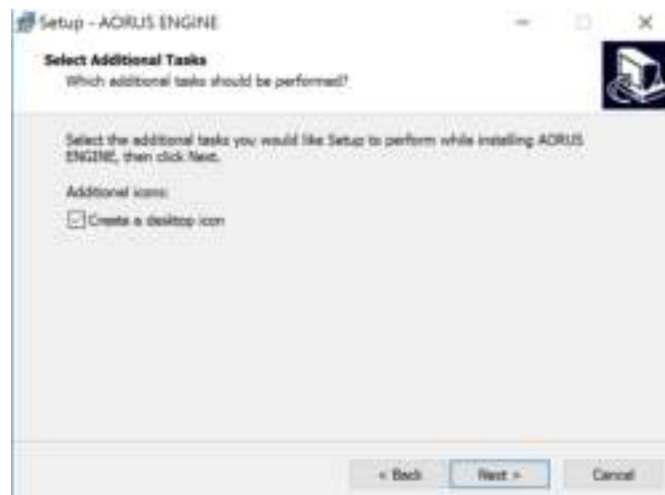 Setup - AORUS ENGINE
Select Additional Tasks
Which additional tasks should be performed?
Select the additional tasks you would like Setup to perform while installing AORUS
ENGINE, then click Next.
Additional icons:
Create a desktop icon
< Back
Next >
Cancel